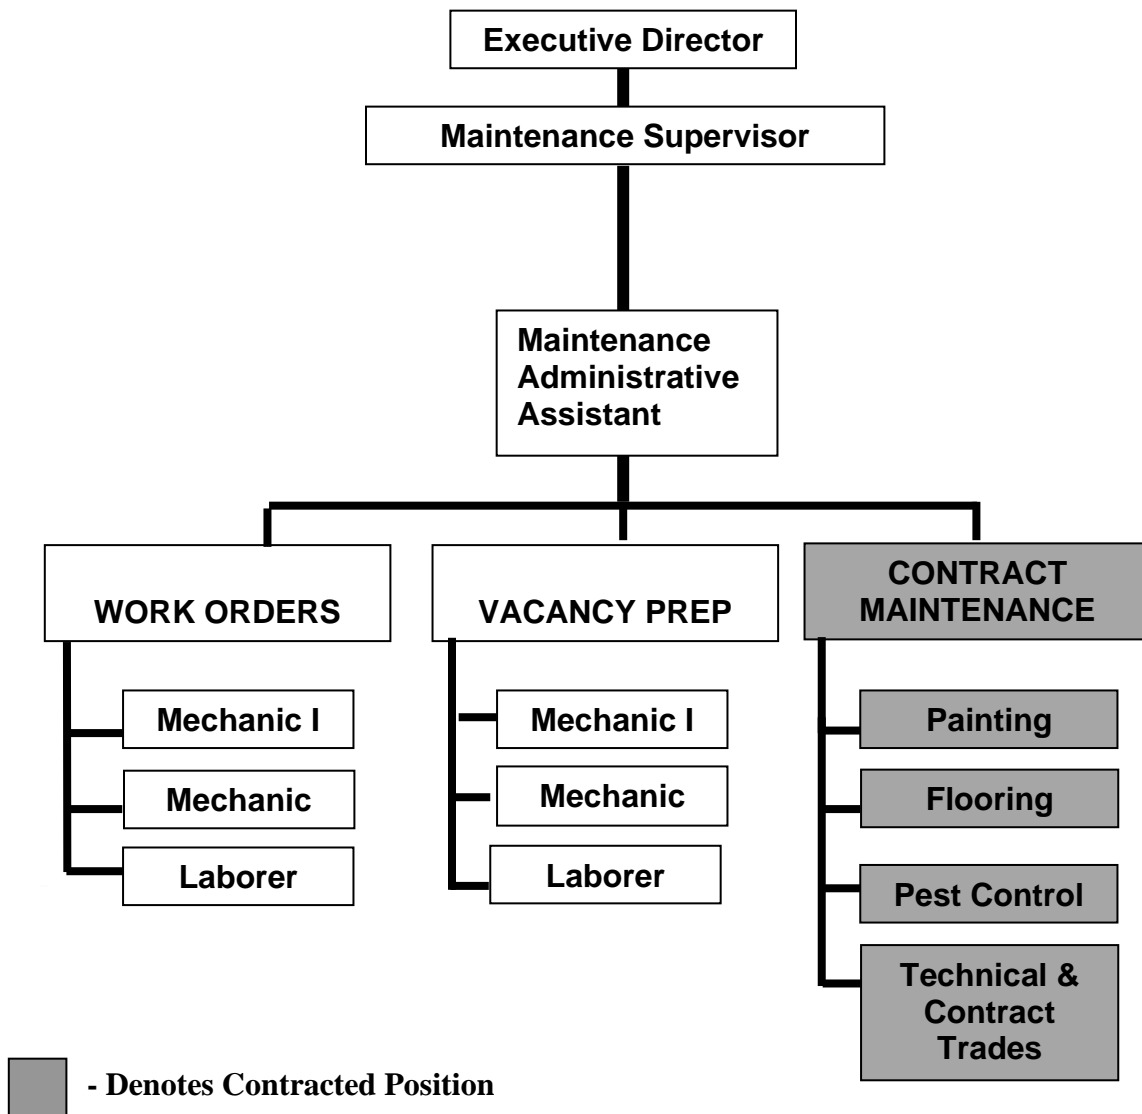 Executive Director
Maintenance Supervisor
Maintenance
Administrative
Assistant
WORK ORDERS
Mechanic I
Mechanic
Laborer
VACANCY PREP
Mechanic I
Mechanic
Laborer
CONTRACT
MAINTENANCE
Painting
Flooring
Pest Control
Technical &
Contract
Trades
- Denotes Contracted Position